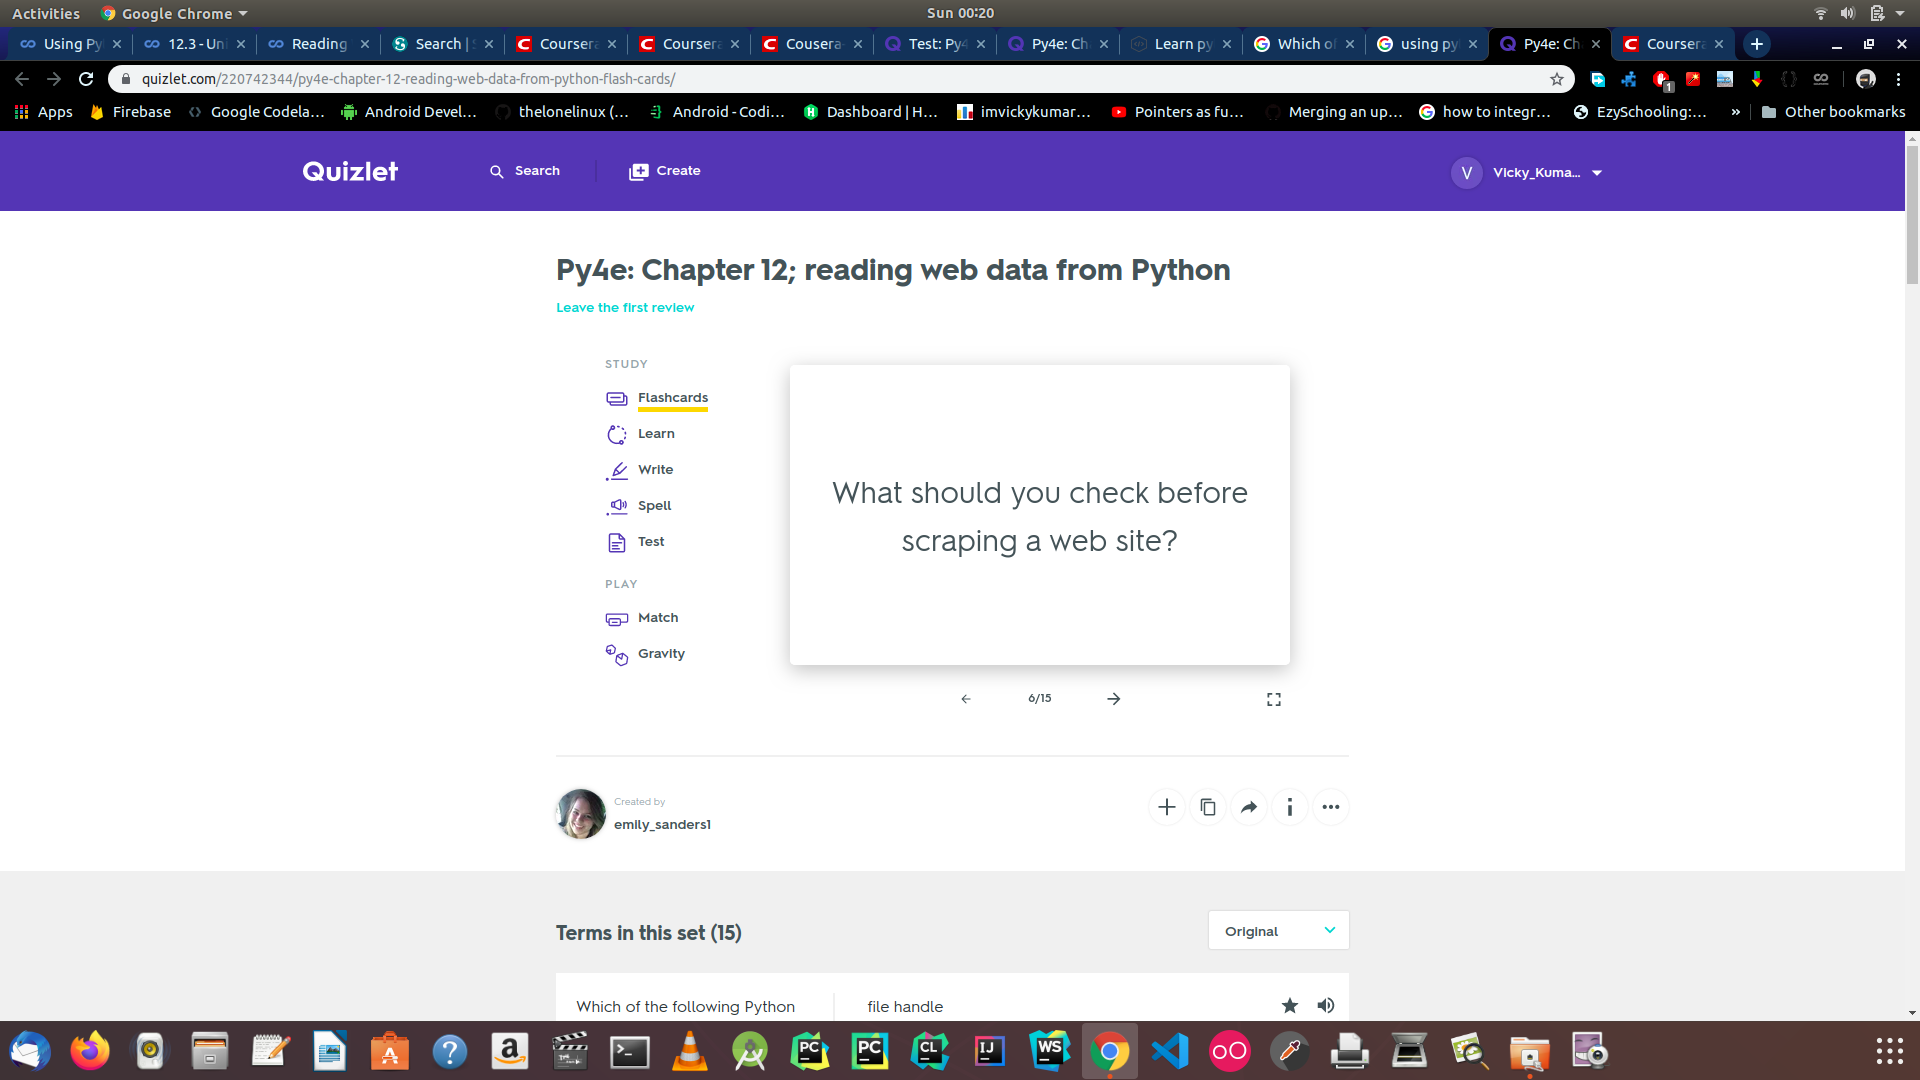 Activities Google Chrome Sun 00:20
Using Py 12.3 - Uni Reading Search | S Coursera Coursera Cousera- Test: Py4 Py4e: Ch Learn py Which of using py Py4e: Ch Coursera
quizlet.com/220742344/py4e-chapter-12-reading-web-data-from-python-flash-cards/
1
Apps Firebase Google Codela... Android Devel... thelonelinux (... Android - Codi... Dashboard | H... imvickykumar... Pointers as fu... Merging an up... how to integr... EzySchooling:... » Other bookmarks
Quizlet Search Create V VIcky_Kuma...
Py4e: Chapter 12; reading web data from Python
Leave the first review
STUDY
Flashcards
Learn
Write
Spell
Test
PLAY
Match
Gravity
What should you check before
scraping a web site?
6/15
Created by
emily_sanders1
Terms in this set (15)
Original
Which of the following Python file handle